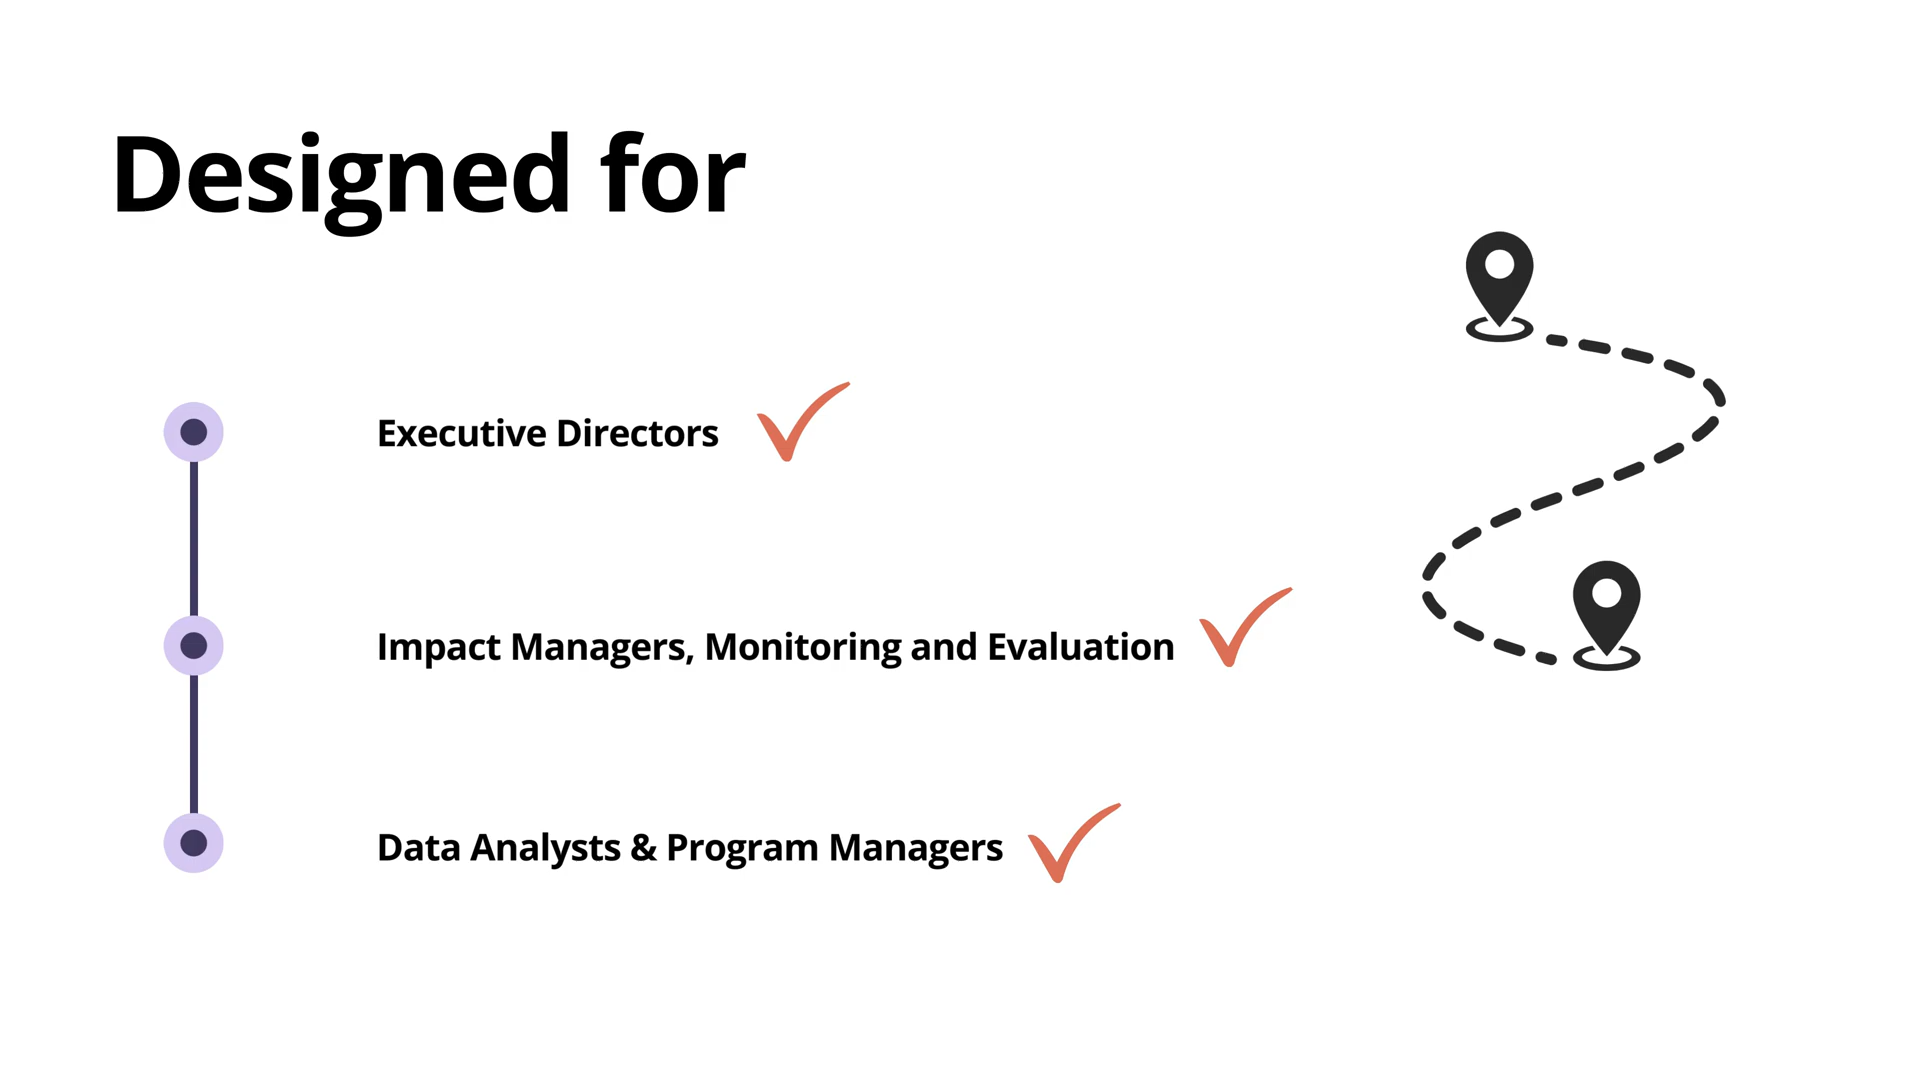 Designed for
Executive Directors
Impact Managers, Monitoring and Evaluation
Data Analysts & Program Managers